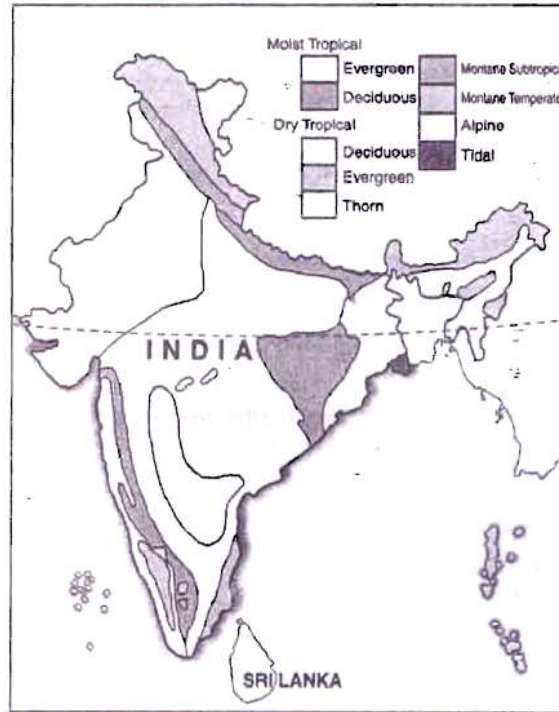 Moist Tropical
Evergreen
Deciduous
Dry Tropical
Deciduous
Evergreen
Thorn
Montane Subtropical
Montane Temperate
Alpine
Tidal
INDIA
SRI LANKA